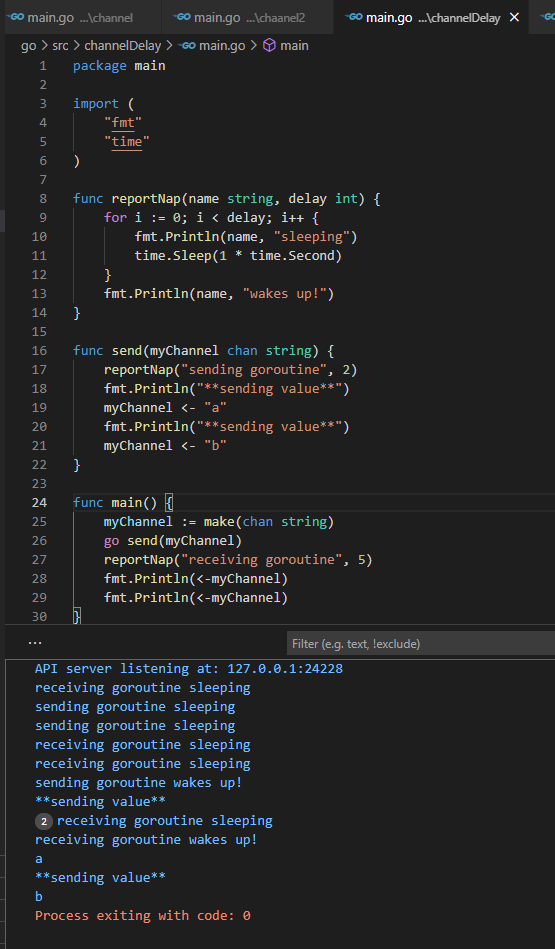 GO main.go ...\channel GO main.go ...\chaanel2 GO main.go ...\channelDelay × GO
go > src > channelDelay > GO main.go > main
1 package main
2
3 import (
4     "fmt"
5     "time"
6 )
7
8 func reportNap(name string, delay int) {
9     for i := 0; i < delay; i++ {
10         fmt.Println(name, "sleeping")
11         time.Sleep(1 * time.Second)
12     }
13     fmt.Println(name, "wakes up!")
14 }
15
16 func send(myChannel chan string) {
17     reportNap("sending goroutine", 2)
18     fmt.Println("**sending value**")
19     myChannel <- "a"
20     fmt.Println("**sending value**")
21     myChannel <- "b"
22 }
23
24 func main() {
25     myChannel := make(chan string)
26     go send(myChannel)
27     reportNap("receiving goroutine", 5)
28     fmt.Println(<-myChannel)
29     fmt.Println(<-myChannel)
30 }
... Filter (e.g. text, !exclude)
API server listening at: 127.0.0.1:24228
receiving goroutine sleeping
sending goroutine sleeping
sending goroutine sleeping
receiving goroutine sleeping
receiving goroutine sleeping
sending goroutine wakes up!
**sending value**
2 receiving goroutine sleeping
receiving goroutine wakes up!
a
**sending value**
b
Process exiting with code: 0